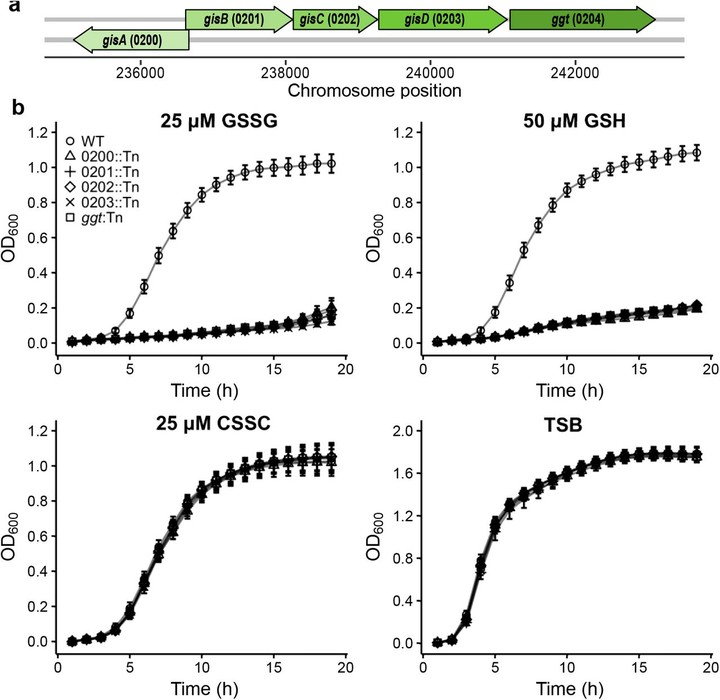 a
gisB (0201) gisC (0202) gisD (0203) ggt (0204)
gisA (0200)
236000 238000 240000 242000
Chromosome position
b
25 µM GSSG
1.2
1.0
0.8
0.6
0.4
0.2
0.0
OD600
WT
0200::Tn
0201::Tn
0202::Tn
0203::Tn
ggt:Tn
0 5 10 15 20
Time (h)
50 µM GSH
1.2
1.0
0.8
0.6
0.4
0.2
0.0
OD600
0 5 10 15 20
Time (h)
25 µM CSSC
1.2
1.0
0.8
0.6
0.4
0.2
0.0
OD600
0 5 10 15 20
Time (h)
TSB
2.0
1.6
1.2
0.8
0.4
0.0
OD600
0 5 10 15 20
Time (h)